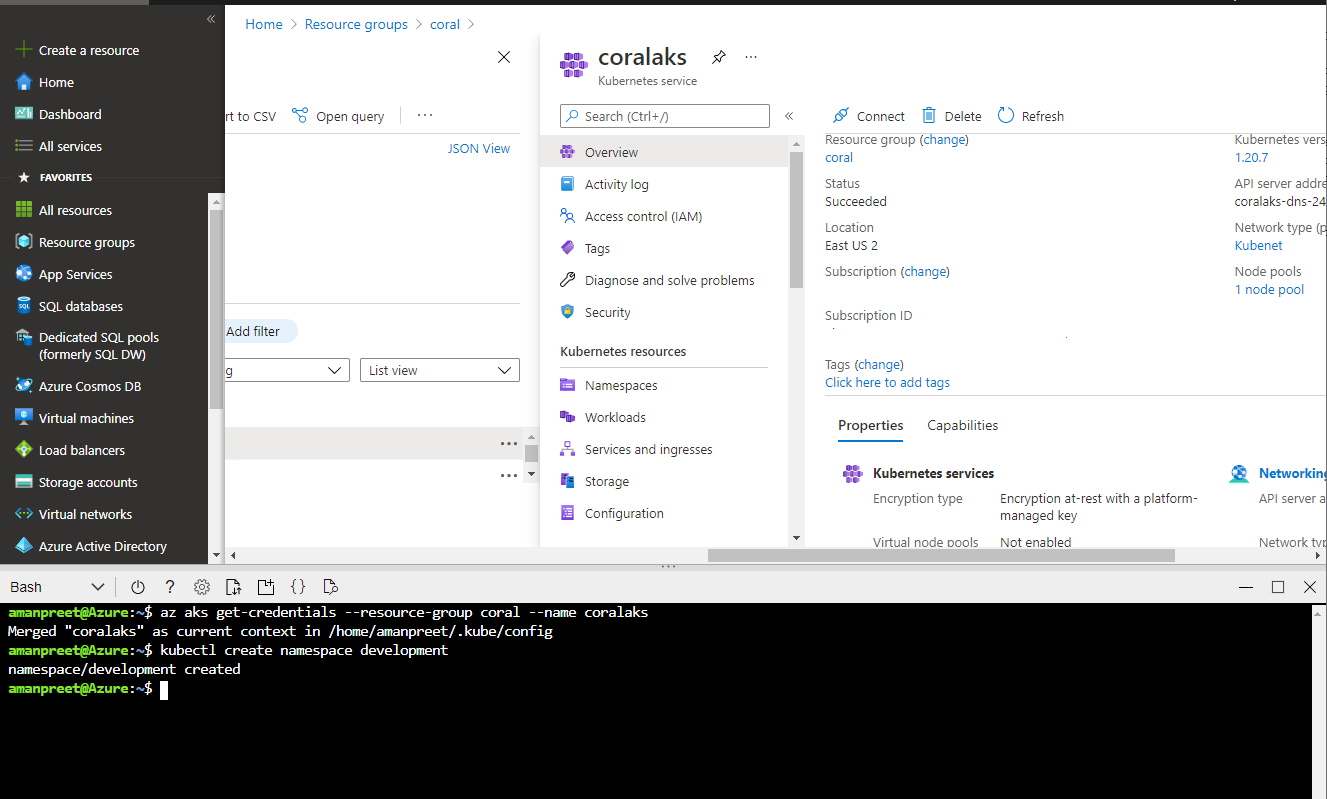 Home > Resource groups > coral >
«
Create a resource
Home
Dashboard
All services
FAVORITES
All resources
Resource groups
App Services
SQL databases
Dedicated SQL pools
(formerly SQL DW)
Azure Cosmos DB
Virtual machines
Load balancers
Storage accounts
Virtual networks
Azure Active Directory
rt to CSV
Open query
...
JSON View
Add filter
g
List view
coralaks
...
Kubernetes service
Search (Ctrl+/)
«
Overview
Activity log
Access control (IAM)
Tags
Diagnose and solve problems
Security
Kubernetes resources
Namespaces
Workloads
Services and ingresses
Storage
Configuration
Connect
Delete
Refresh
Resource group (change)
coral
Status
Succeeded
Location
East US 2
Subscription (change)
Subscription ID
Tags (change)
Click here to add tags
Kubernetes vers
1.20.7
API server addre
coralaks-dns-24
Network type (p
Kubenet
Node pools
1 node pool
Properties
Capabilities
Kubernetes services
Encryption type
Encryption at-rest with a platform-
managed key
Virtual node pools
Not enabled
Networking
API server a
Network typ
Bash
?
{}
amanpreet@Azure:~$ az aks get-credentials --resource-group coral --name coralaks
Merged "coralaks" as current context in /home/amanpreet/.kube/config
amanpreet@Azure:~$ kubectl create namespace development
namespace/development created
amanpreet@Azure:~$